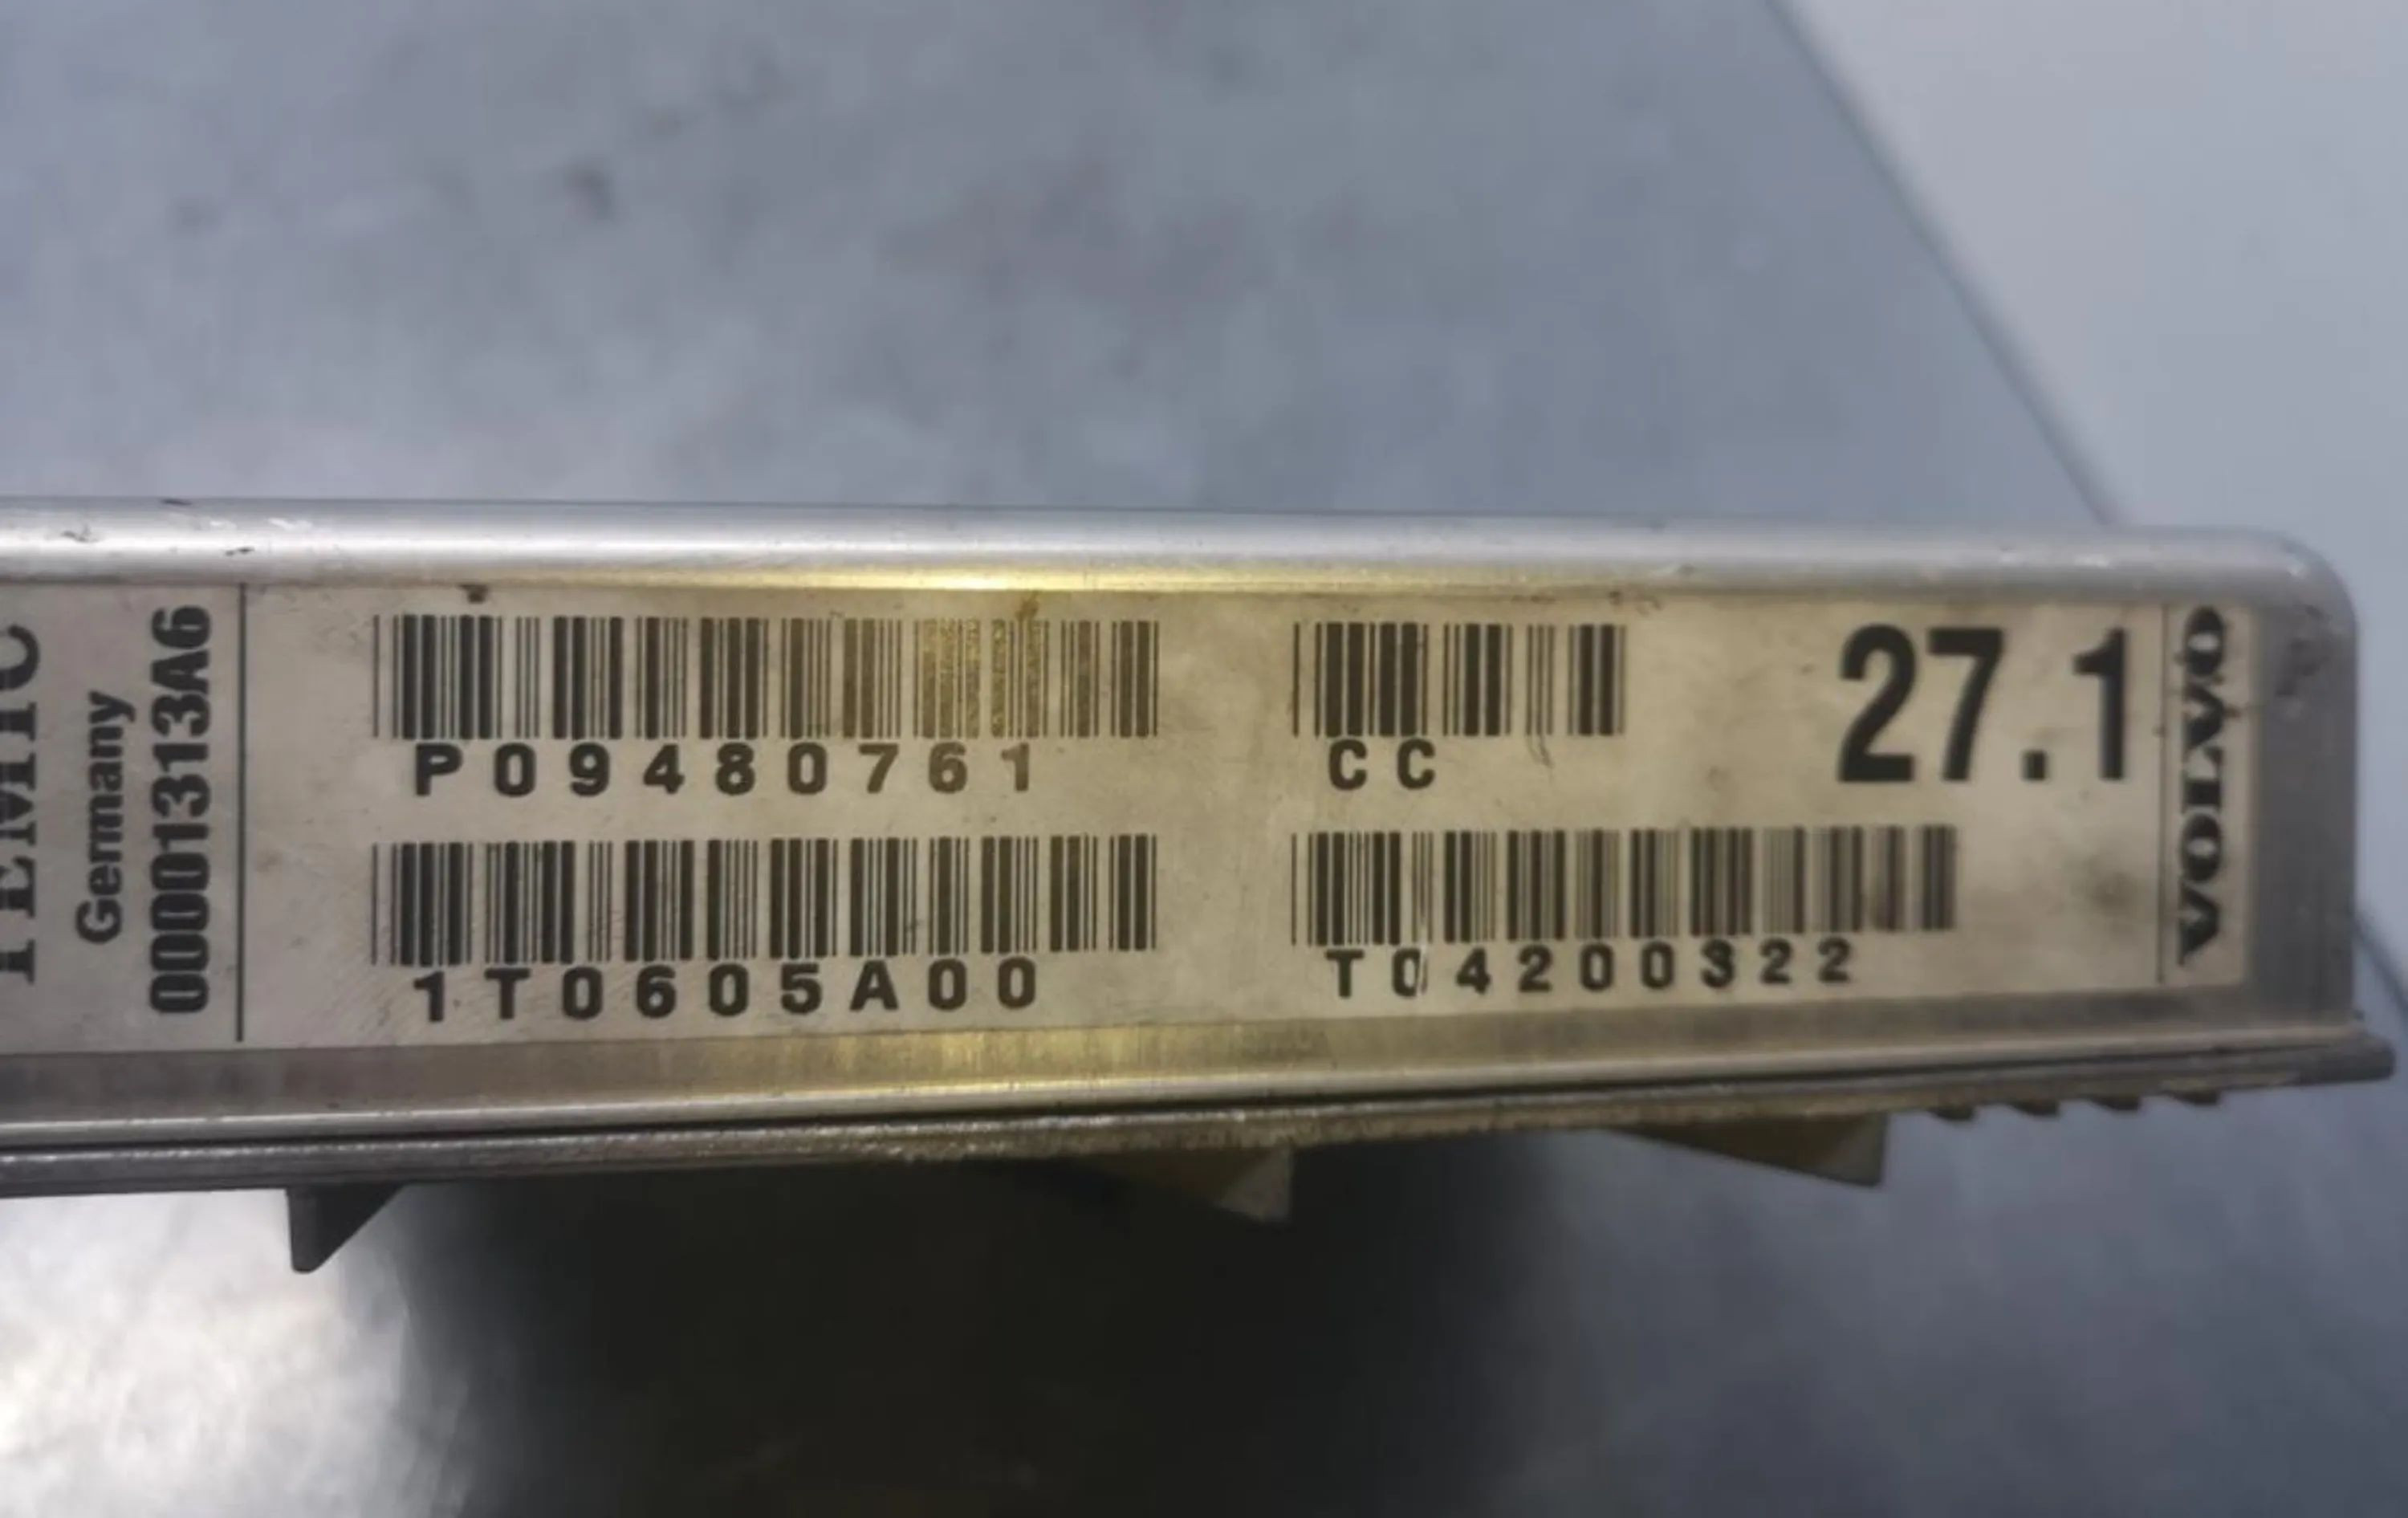 TEMIC
Germany
00001313A6
P09480761
CC
27.1
1T0605A00
T04200322
VOLVO